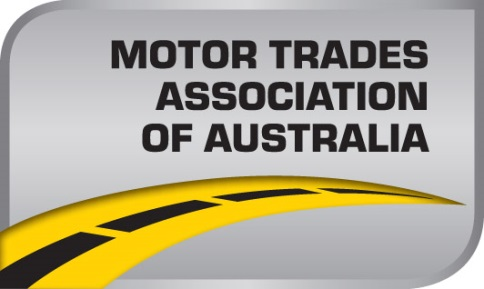 MOTOR TRADES
ASSOCIATION
OF AUSTRALIA